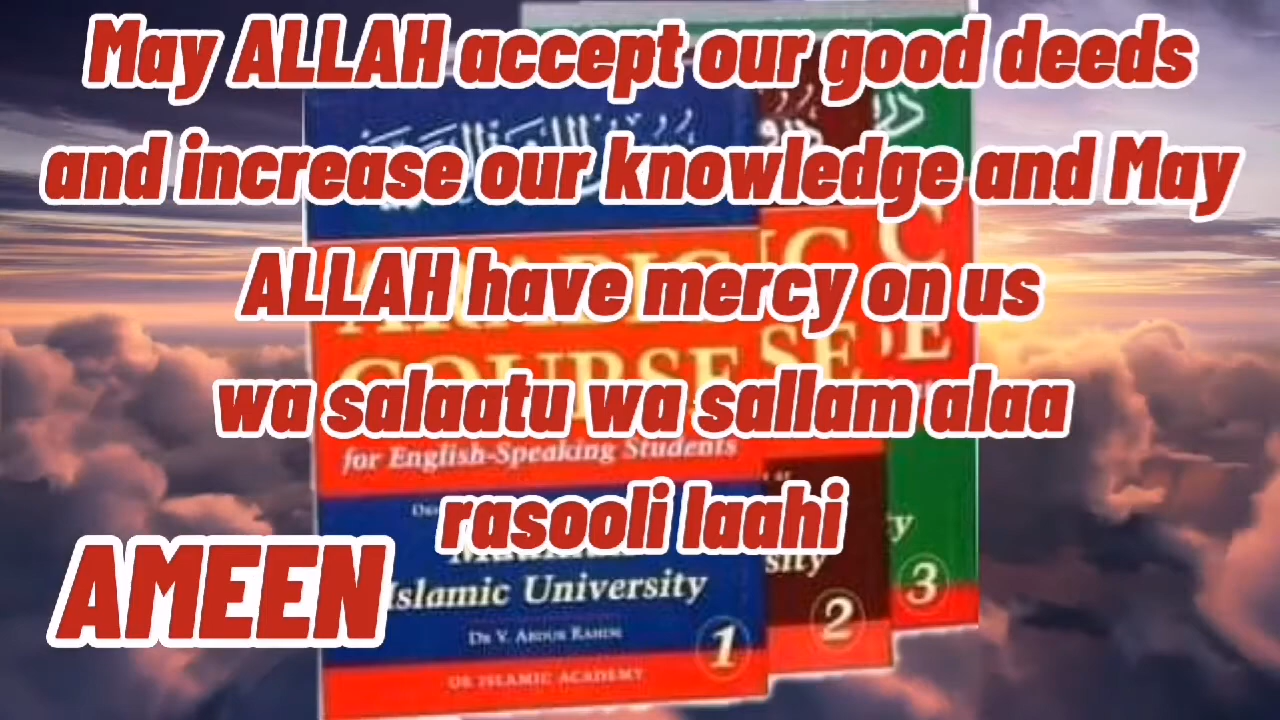 May ALLAH accept our good deeds
and increase our knowledge and May
ALLAH have mercy on us
wa salaatu wa sallam alaa
rasooli laahi
AMEEN
ARABIC
COURSE
for English-Speaking Students
Islamic University
DR V. ABDUR RAHIM
1
2
3